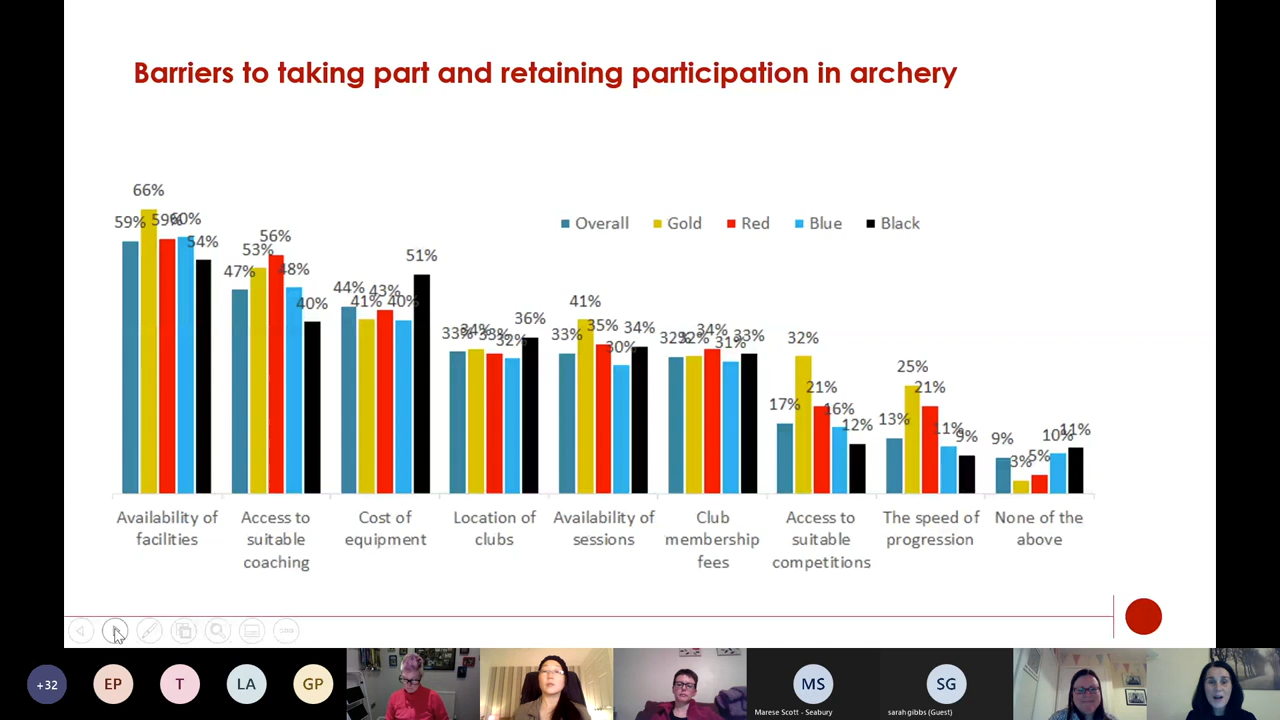 Barriers to taking part and retaining participation in archery
Overall Gold Red Blue Black
59% 66% 59% 60% 54%
47% 53% 56% 48% 40%
44% 41% 43% 40% 51%
33% 34% 33% 32% 36%
33% 41% 35% 30% 34%
32% 32% 34% 31% 33%
17% 32% 21% 16% 12%
13% 25% 21% 11% 9%
9% 3% 5% 10% 11%
Availability of
facilities
Access to
suitable
coaching
Cost of
equipment
Location of
clubs
Availability of
sessions
Club
membership
fees
Access to
suitable
competitions
The speed of
progression
None of the
above
+32
EP
T
LA
GP
MS
Marese Scott - Seabury
SG
sarah gibbs (Guest)